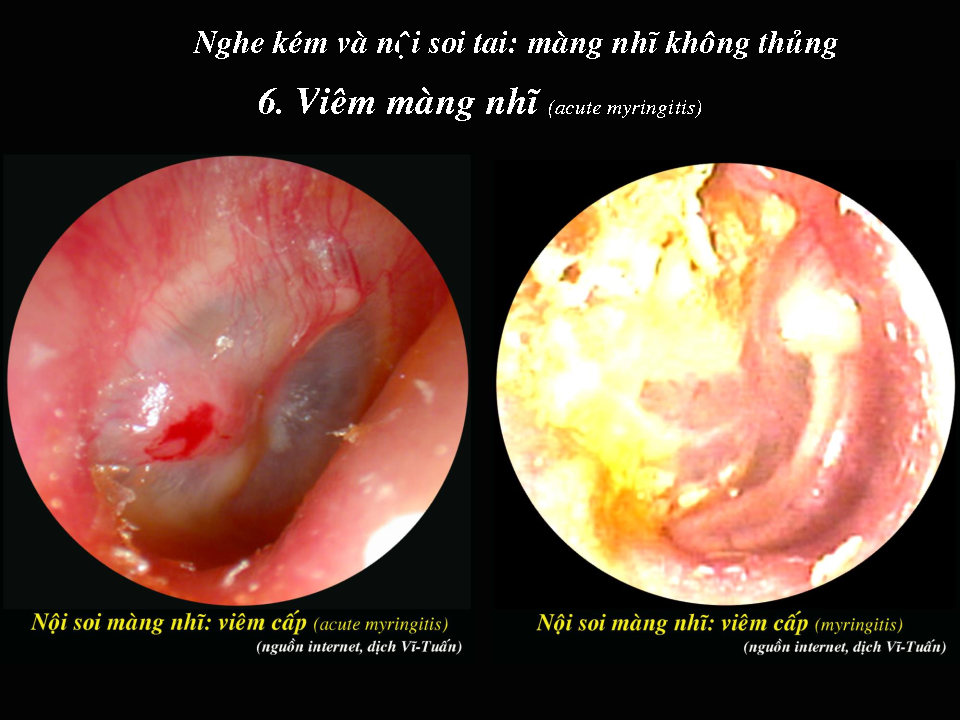 Nghe kém và nội soi tai: màng nhĩ không thủng
6. Viêm màng nhĩ (acute myringitis)
Nội soi màng nhĩ: viêm cấp (acute myringitis)
(nguồn internet, dịch Vĩ-Tuấn)
Nội soi màng nhĩ: viêm cấp (myringitis)
(nguồn internet, dịch Vĩ-Tuấn)